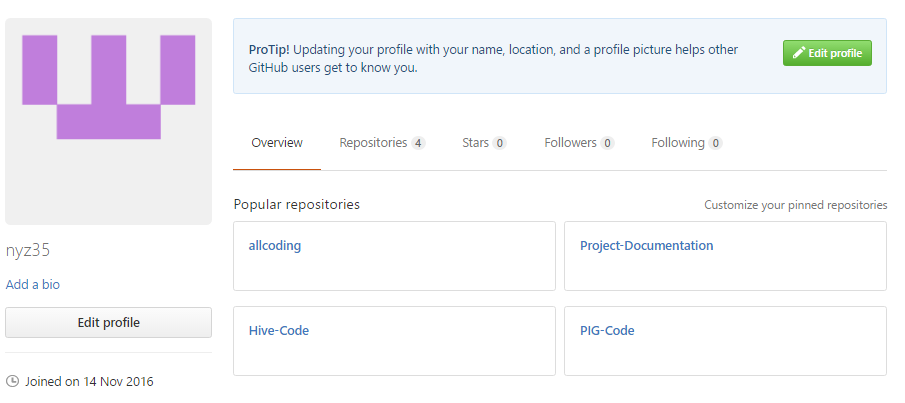 ProTip! Updating your profile with your name, location, and a profile picture helps other
GitHub users get to know you.
Edit profile
Overview
Repositories 4
Stars 0
Followers 0
Following 0
Popular repositories
Customize your pinned repositories
allcoding
Project-Documentation
Hive-Code
PIG-Code
nyz35
Add a bio
Edit profile
Joined on 14 Nov 2016